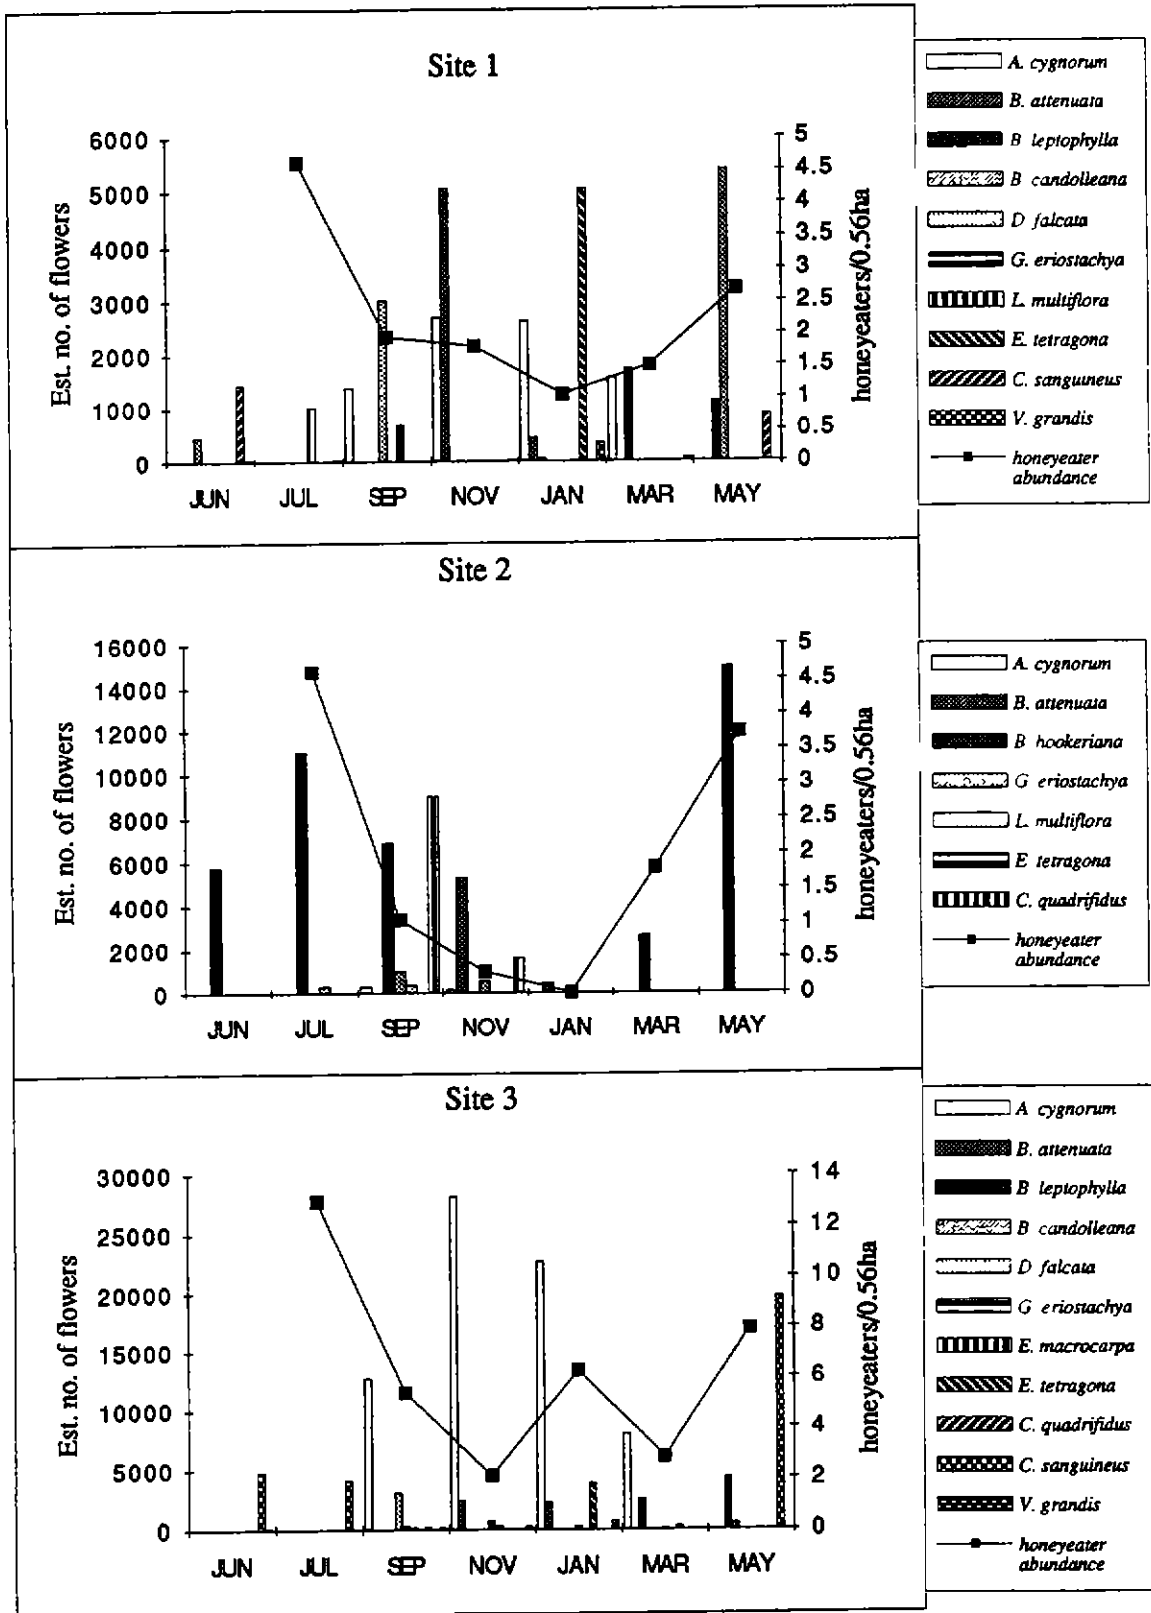 Site 1
Est. no. of flowers
6000
5000
4000
3000
2000
1000
0
5
4.5
4
3.5
3
2.5
2
1.5
1
0.5
0
honeyeaters/0.56ha
JUN JUL SEP NOV JAN MAR MAY
A. cygnorum
B. attenuata
B leptophylla
B candolleana
D falcata
G. eriostachya
L. multiflora
E. tetragona
C. sanguineus
V. grandis
honeyeater
abundance
Site 2
Est. no. of flowers
16000
14000
12000
10000
8000
6000
4000
2000
0
5
4.5
4
3.5
3
2.5
2
1.5
1
0.5
0
honeyeaters/0.56ha
JUN JUL SEP NOV JAN MAR MAY
A. cygnorum
B. attenuata
B hookeriana
G eriostachya
L. multiflora
E tetragona
C. quadrifidus
honeyeater
abundance
Site 3
Est. no. of flowers
30000
25000
20000
15000
10000
5000
0
14
12
10
8
6
4
2
0
honeyeaters/0.56ha
JUN JUL SEP NOV JAN MAR MAY
A cygnorum
B. attenuata
B leptophylla
B candolleana
D falcata
G eriostachya
E. macrocarpa
E. tetragona
C. quadrifidus
C. sanguineus
V. grandis
honeyeater
abundance